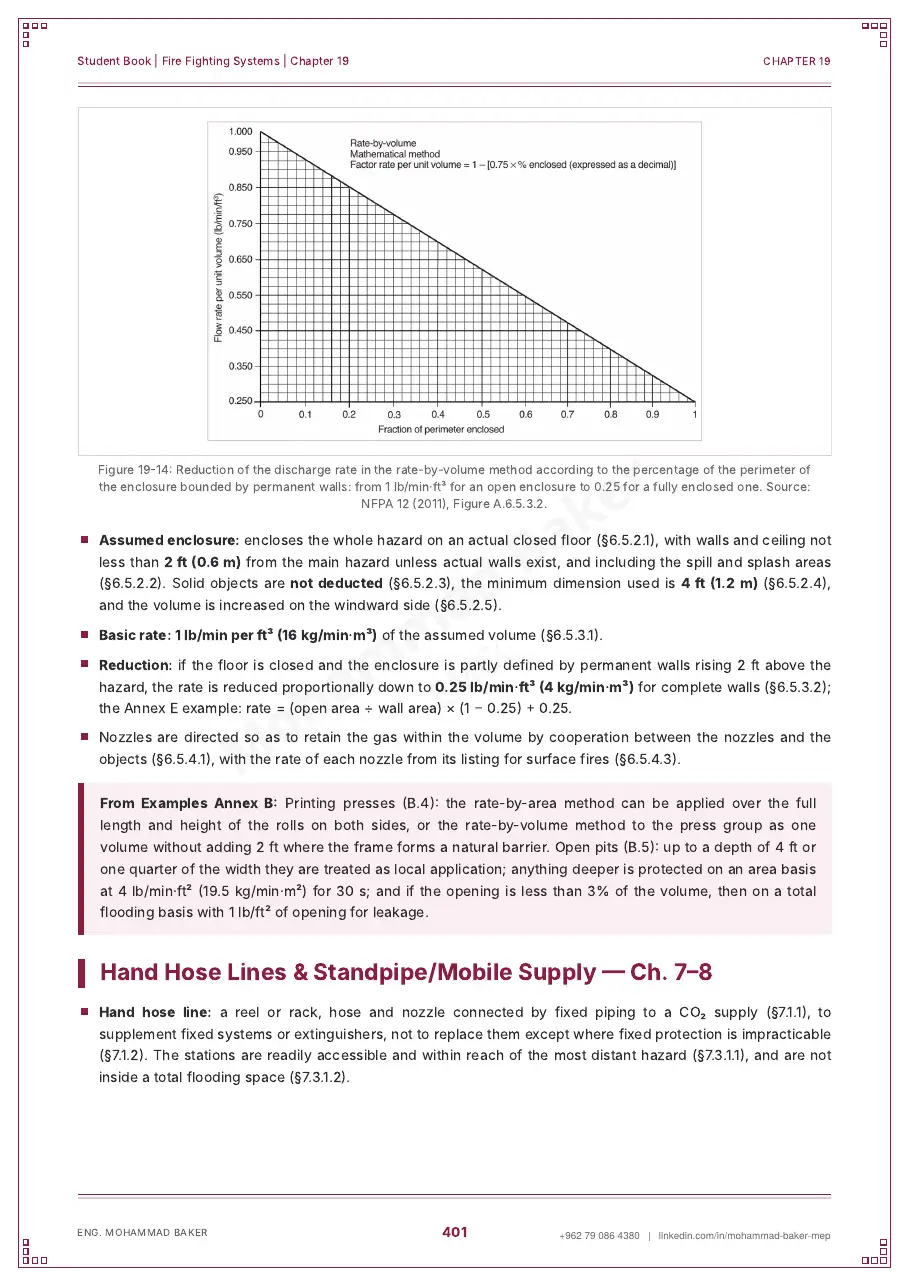 Student Book | Fire Fighting Systems | Chapter 19
CHAPTER 19
Rate-by-volume
Mathematical method
Factor rate per unit volume = 1 – [0.75 × % enclosed (expressed as a decimal)]
Flow rate per unit volume (lb/min/ft³)
1.000
0.950
0.850
0.750
0.650
0.550
0.450
0.350
0.250
0 0.1 0.2 0.3 0.4 0.5 0.6 0.7 0.8 0.9 1
Fraction of perimeter enclosed
Figure 19-14: Reduction of the discharge rate in the rate-by-volume method according to the percentage of the perimeter of
the enclosure bounded by permanent walls: from 1 lb/min·ft³ for an open enclosure to 0.25 for a fully enclosed one. Source:
NFPA 12 (2011), Figure A.6.5.3.2.
■ Assumed enclosure: encloses the whole hazard on an actual closed floor (§6.5.2.1), with walls and ceiling not
less than 2 ft (0.6 m) from the main hazard unless actual walls exist, and including the spill and splash areas
(§6.5.2.2). Solid objects are not deducted (§6.5.2.3), the minimum dimension used is 4 ft (1.2 m) (§6.5.2.4),
and the volume is increased on the windward side (§6.5.2.5).
■ Basic rate: 1 lb/min per ft³ (16 kg/min·m³) of the assumed volume (§6.5.3.1).
■ Reduction: if the floor is closed and the enclosure is partly defined by permanent walls rising 2 ft above the
hazard, the rate is reduced proportionally down to 0.25 lb/min·ft³ (4 kg/min·m³) for complete walls (§6.5.3.2);
the Annex E example: rate = (open area ÷ wall area) × (1 − 0.25) + 0.25.
■ Nozzles are directed so as to retain the gas within the volume by cooperation between the nozzles and the
objects (§6.5.4.1), with the rate of each nozzle from its listing for surface fires (§6.5.4.3).
From Examples Annex B: Printing presses (B.4): the rate-by-area method can be applied over the full
length and height of the rolls on both sides, or the rate-by-volume method to the press group as one
volume without adding 2 ft where the frame forms a natural barrier. Open pits (B.5): up to a depth of 4 ft or
one quarter of the width they are treated as local application; anything deeper is protected on an area basis
at 4 lb/min·ft² (19.5 kg/min·m²) for 30 s; and if the opening is less than 3% of the volume, then on a total
flooding basis with 1 lb/ft² of opening for leakage.
Hand Hose Lines & Standpipe/Mobile Supply — Ch. 7–8
■ Hand hose line: a reel or rack, hose and nozzle connected by fixed piping to a CO₂ supply (§7.1.1), to
supplement fixed systems or extinguishers, not to replace them except where fixed protection is impracticable
(§7.1.2). The stations are readily accessible and within reach of the most distant hazard (§7.3.1.1), and are not
inside a total flooding space (§7.3.1.2).
ENG. MOHAMMAD BAKER
401
+962 79 086 4380 | linkedin.com/in/mohammad-baker-mep